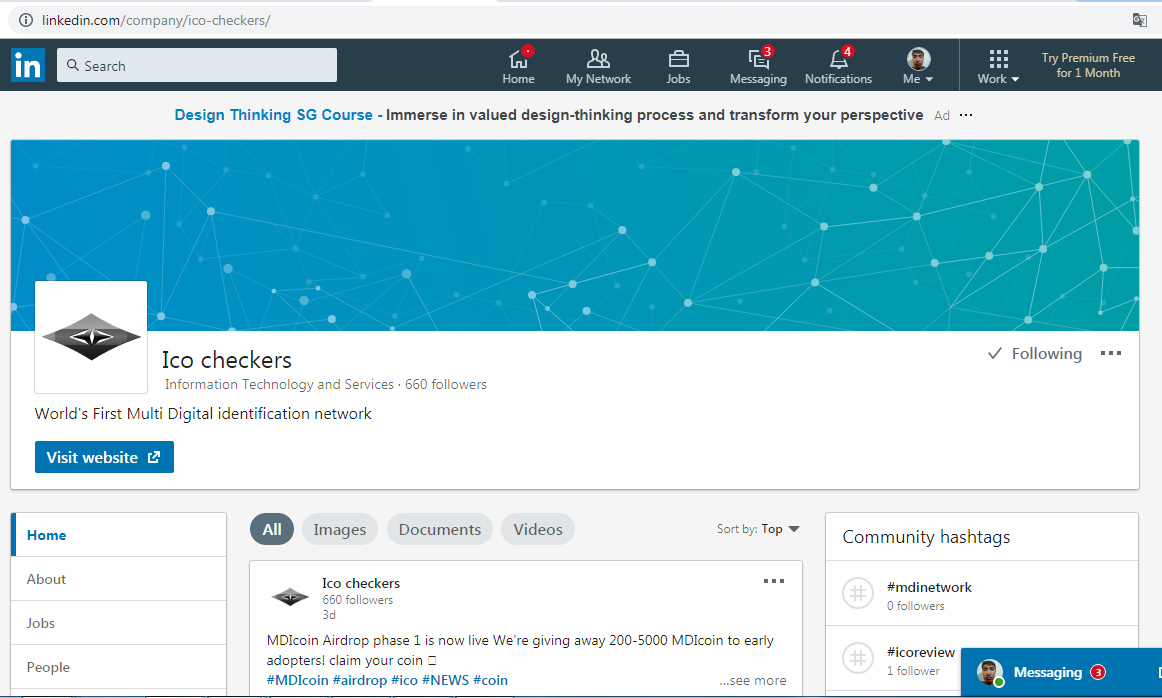 linkedin.com/company/ico-checkers/
in
Search
Home
My Network
Jobs
3
Messaging
4
Notifications
Me
Work
Try Premium Free
for 1 Month
Design Thinking SG Course - Immerse in valued design-thinking process and transform your perspective Ad ...
Ico checkers
Information Technology and Services · 660 followers
Following
World's First Multi Digital identification network
Visit website
Home
About
Jobs
People
All
Images
Documents
Videos
Sort by: Top
Ico checkers
660 followers
3d
MDIcoin Airdrop phase 1 is now live We're giving away 200-5000 MDIcoin to early
adopters! claim your coin
#MDIcoin #airdrop #ico #NEWS #coin
...see more
Community hashtags
#mdinetwork
0 followers
#icoreview
1 follower
Messaging 3